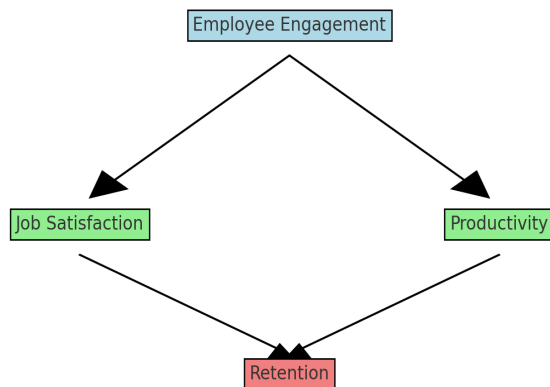 Employee Engagement
Job Satisfaction
Productivity
Retention